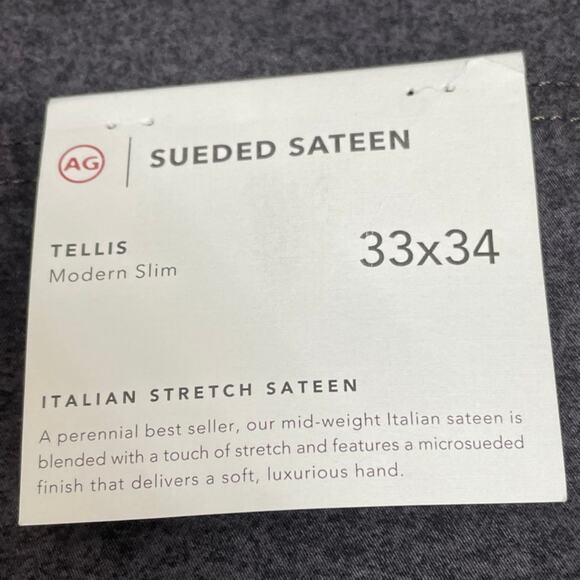 AG | SUEDED SATEEN
TELLIS
33x34
Modern Slim
ITALIAN STRETCH SATEEN
A perennial best seller, our mid-weight Italian sateen is
blended with a touch of stretch and features a microsueded
finish that delivers a soft, luxurious hand.